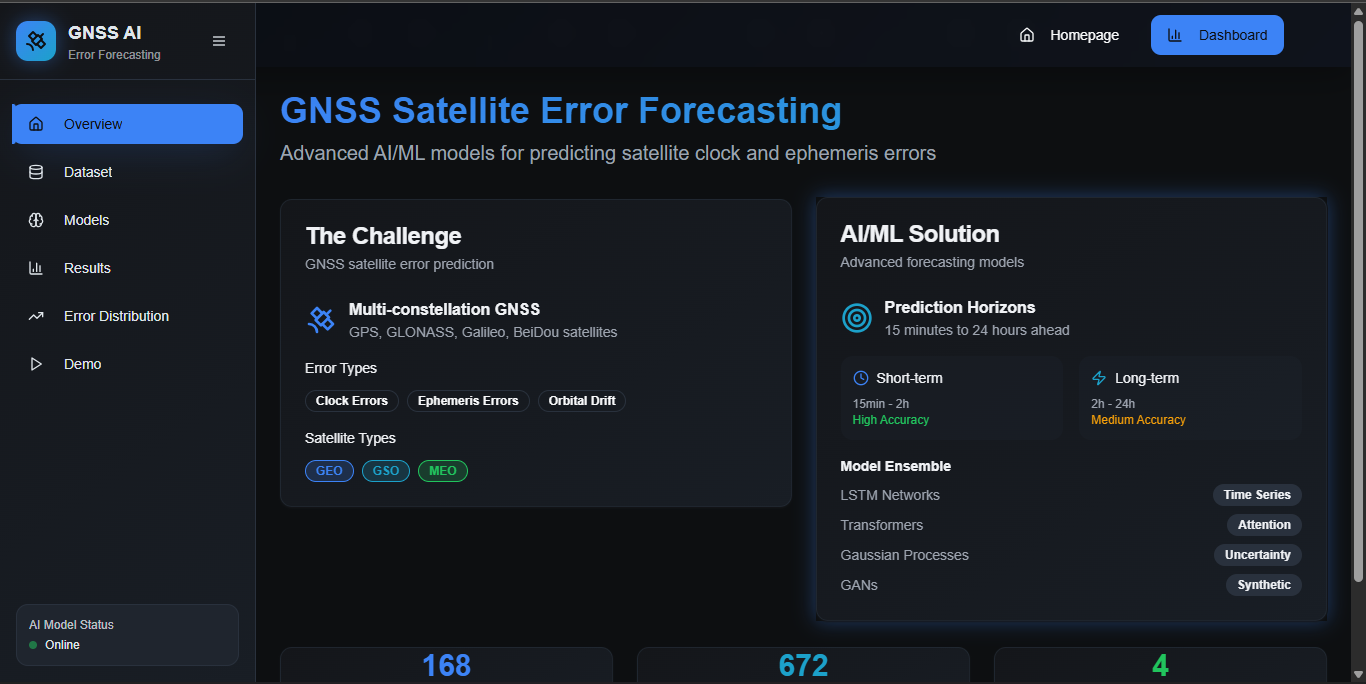 GNSS AI
Error Forecasting
Overview
Dataset
Models
Results
Error Distribution
Demo
AI Model Status
Online
Homepage
Dashboard
GNSS Satellite Error Forecasting
Advanced AI/ML models for predicting satellite clock and ephemeris errors
The Challenge
GNSS satellite error prediction
Multi-constellation GNSS
GPS, GLONASS, Galileo, BeiDou satellites
Error Types
Clock Errors Ephemeris Errors Orbital Drift
Satellite Types
GEO GSO MEO
AI/ML Solution
Advanced forecasting models
Prediction Horizons
15 minutes to 24 hours ahead
Short-term
15min - 2h
High Accuracy
Long-term
2h - 24h
Medium Accuracy
Model Ensemble
LSTM Networks Time Series
Transformers Attention
Gaussian Processes Uncertainty
GANs Synthetic
168 672 4